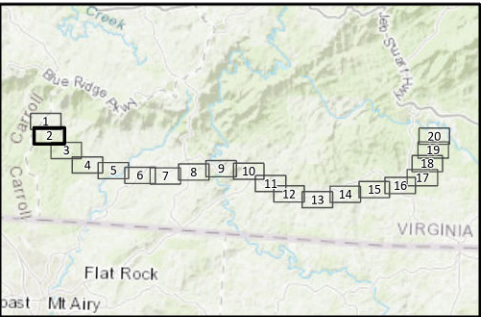 Creek
Jeb Stuart Hwy
Blue Ridge Pkwy
Carroll
1
2
3
4
5
6
7
8
9
10
11
12
13
14
15
16
17
18
19
20
Carroll
VIRGINIA
Flat Rock
oast Mt Airy